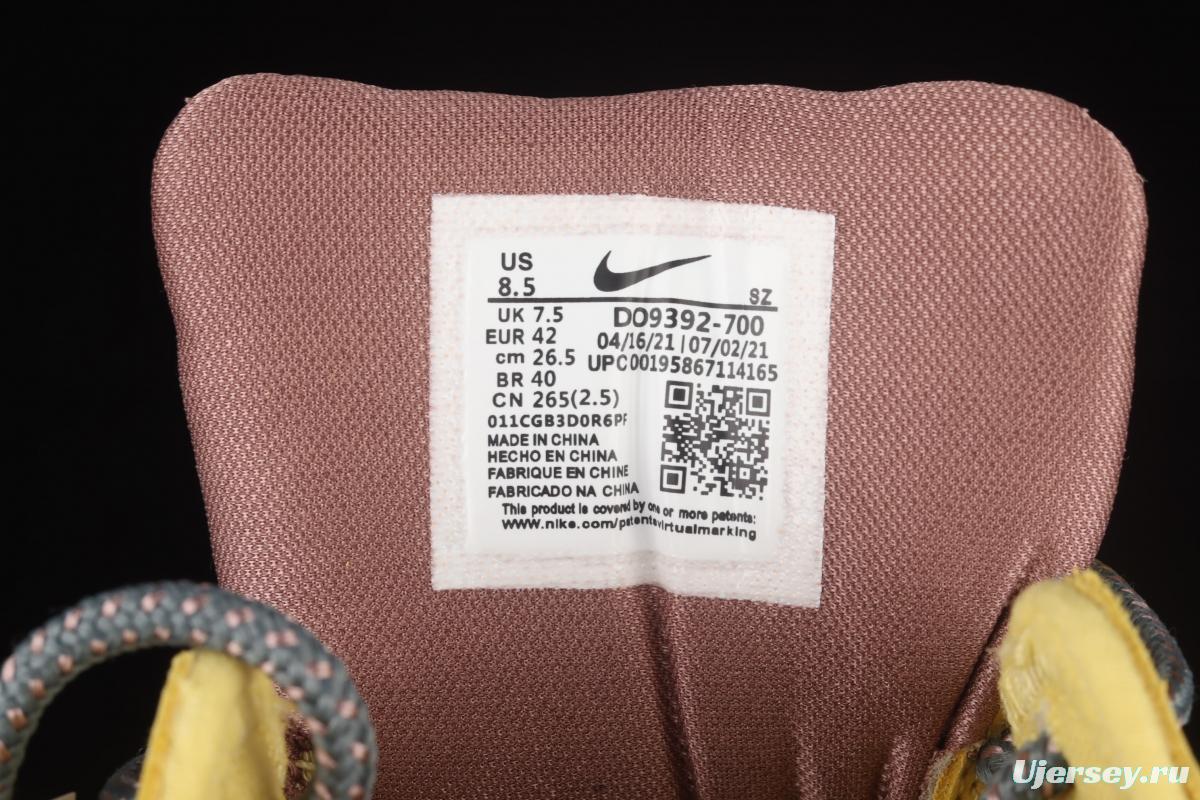 US
8.5
SZ
UK 7.5
DO9392-700
EUR 42
04/16/21 | 07/02/21
cm 26.5
UPC00195867114165
BR 40
CN 265(2.5)
011CGB3D0R6PF
MADE IN CHINA
HECHO EN CHINA
FABRIQUE EN CHINE
FABRICADO NA CHINA
This product is covered by one or more patents:
www.nike.com/patentsvirtualmarking
Ujersey.ru